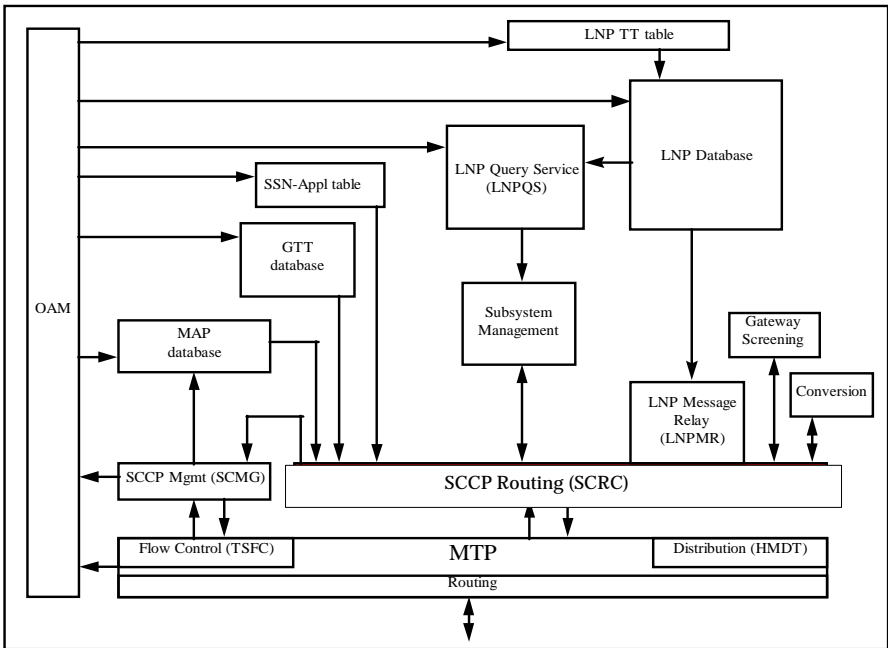 LNP TT table
LNP Database
LNP Query Service
(LNPQS)
SSN-Appl table
GTT
database
OAM
Subsystem
Management
Gateway
Screening
MAP
database
Conversion
LNP Message
Relay
(LNPMR)
SCCP Mgmt (SCMG)
SCCP Routing (SCRC)
Flow Control (TSFC)
MTP
Distribution (HMDT)
Routing